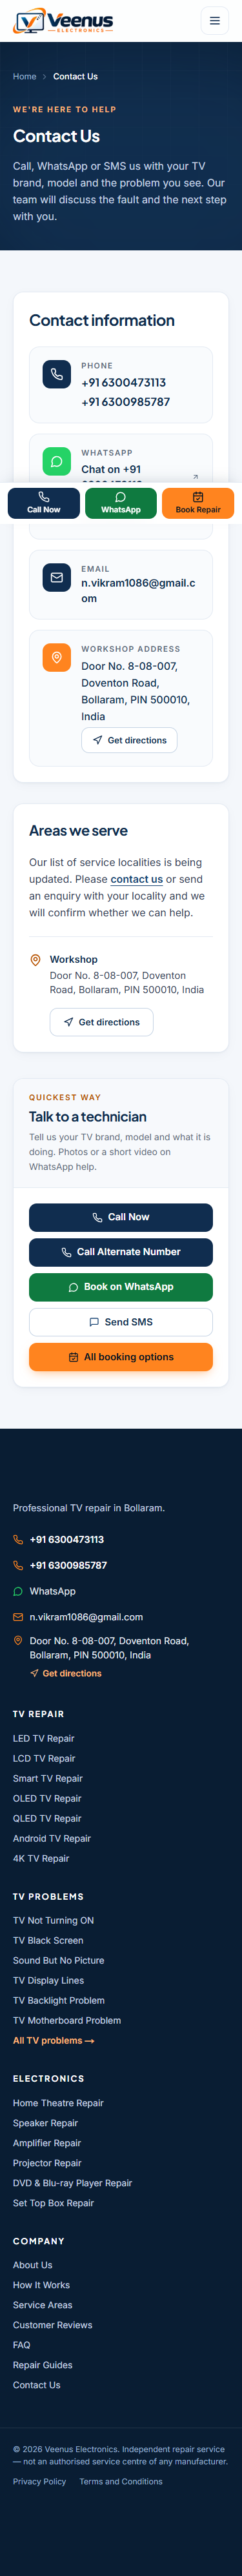 Veenus
ELECTRONICS
Home > Contact Us
WE'RE HERE TO HELP
Contact Us
Call, WhatsApp or SMS us with your TV
brand, model and the problem you see. Our
team will discuss the fault and the next step
with you.
Contact information
PHONE
+91 6300473113
+91 6300985787
WHATSAPP
Chat on +91
Call Now
WhatsApp
Book Repair
EMAIL
n.vikram1086@gmail.c
om
WORKSHOP ADDRESS
Door No. 8-08-007,
Doventon Road,
Bollaram, PIN 500010,
India
Get directions
Areas we serve
Our list of service localities is being
updated. Please contact us or send
an enquiry with your locality and we
will confirm whether we can help.
Workshop
Door No. 8-08-007, Doventon
Road, Bollaram, PIN 500010, India
Get directions
QUICKEST WAY
Talk to a technician
Tell us your TV brand, model and what it is
doing. Photos or a short video on
WhatsApp help.
Call Now
Call Alternate Number
Book on WhatsApp
Send SMS
All booking options
Professional TV repair in Bollaram.
+91 6300473113
+91 6300985787
WhatsApp
n.vikram1086@gmail.com
Door No. 8-08-007, Doventon Road,
Bollaram, PIN 500010, India
Get directions
TV REPAIR
LED TV Repair
LCD TV Repair
Smart TV Repair
OLED TV Repair
QLED TV Repair
Android TV Repair
4K TV Repair
TV PROBLEMS
TV Not Turning ON
TV Black Screen
Sound But No Picture
TV Display Lines
TV Backlight Problem
TV Motherboard Problem
All TV problems →
ELECTRONICS
Home Theatre Repair
Speaker Repair
Amplifier Repair
Projector Repair
DVD & Blu-ray Player Repair
Set Top Box Repair
COMPANY
About Us
How It Works
Service Areas
Customer Reviews
FAQ
Repair Guides
Contact Us
© 2026 Veenus Electronics. Independent repair service
— not an authorised service centre of any manufacturer.
Privacy Policy Terms and Conditions